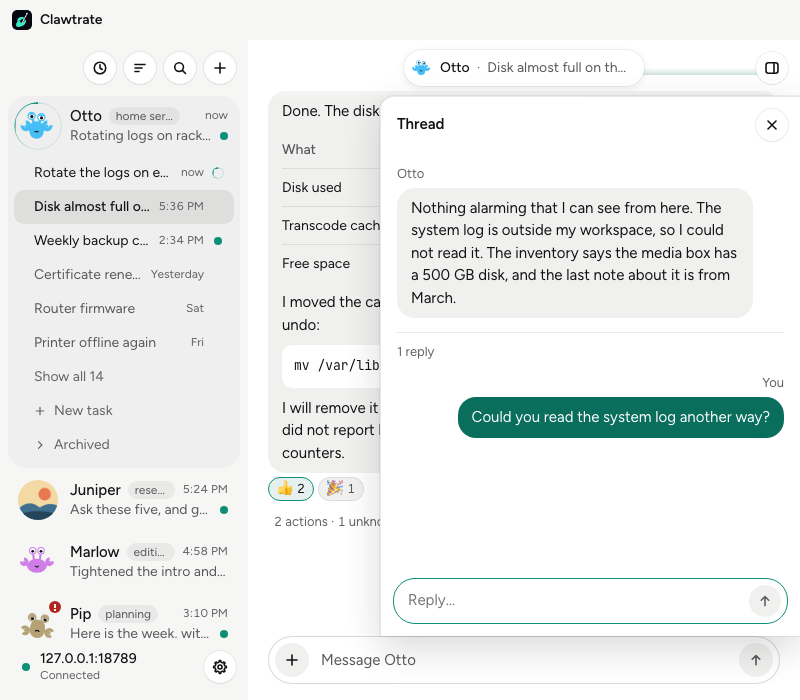 Clawtrate
Otto home ser... now
Rotating logs on rack...
Rotate the logs on e... now
Disk almost full o... 5:36 PM
Weekly backup c... 2:34 PM
Certificate rene... Yesterday
Router firmware Sat
Printer offline again Fri
Show all 14
+ New task
Archived
Juniper rese... 5:24 PM
Ask these five, and g...
Marlow editi... 4:58 PM
Tightened the intro and...
Pip planning 3:10 PM
Here is the week. wit...
127.0.0.1:18789
Connected
Otto · Disk almost full on th...
Done. The disk
What
Disk used
Transcode cach
Free space
I moved the ca
undo:
mv /var/lib
I will remove it
did not report
counters.
👍 2 🎉 1
2 actions · 1 unkno
Thread
Otto
Nothing alarming that I can see from here. The
system log is outside my workspace, so I could
not read it. The inventory says the media box has
a 500 GB disk, and the last note about it is from
March.
1 reply
You
Could you read the system log another way?
Reply...
Message Otto